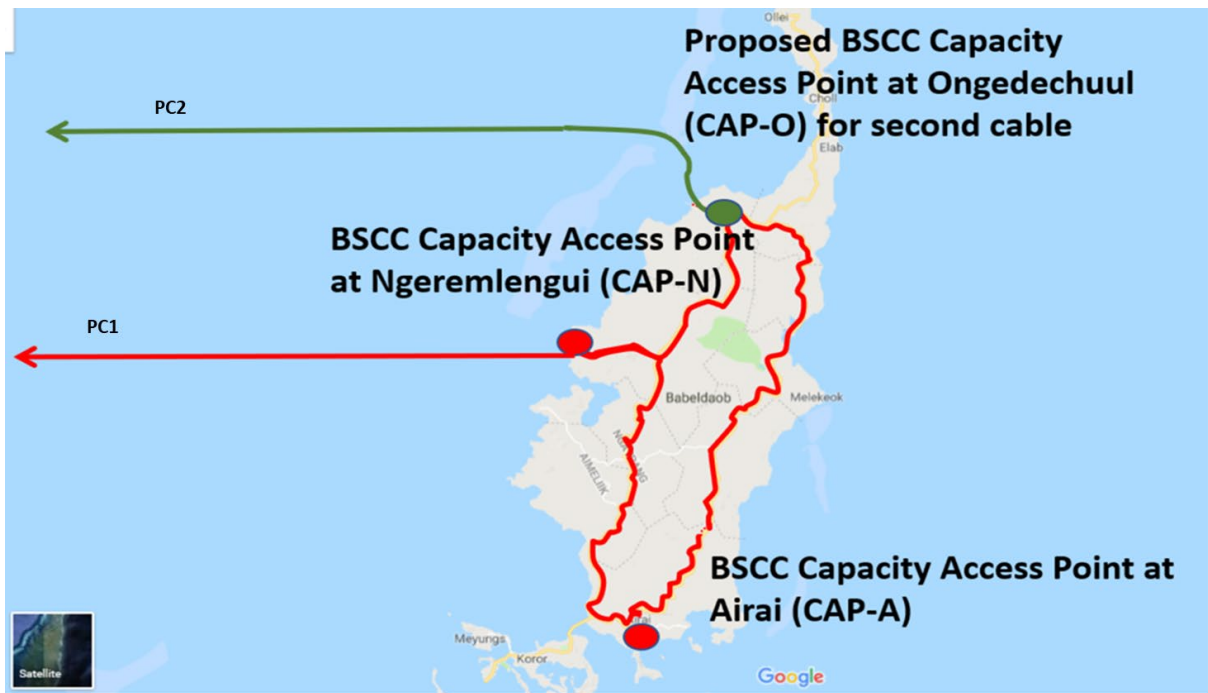 Ollei
Proposed BSCC Capacity
Access Point at Ongedechuul
(CAP-O) for second cable
Choll
Elab
PC2
BSCC Capacity Access Point
at Ngeremlengui (CAP-N)
PC1
Babeldaob
Melekeok
AIMELIIK
BSCC Capacity Access Point at
Airai (CAP-A)
Meyungs
Koror
Satellite
Google